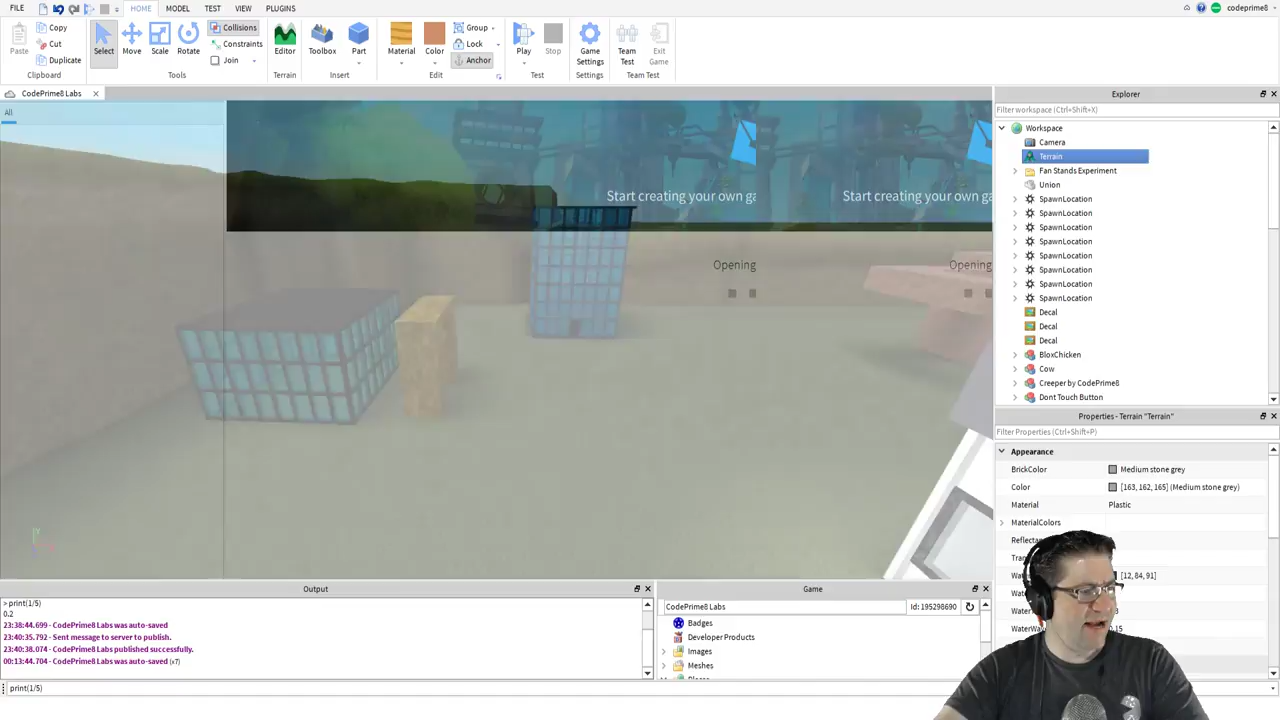 FILE HOME MODEL TEST VIEW PLUGINS codeprime8
Paste Copy Cut Duplicate Clipboard
Select Move Scale Rotate Collisions Constraints Join Tools
Editor Terrain
Toolbox Part Insert
Material Color Group Lock Anchor Edit
Play Stop Test
Game Settings Settings
Team Test Exit Game Team Test
CodePrime8 Labs
All
Start creating your own ga
Start creating your own ga
Opening
Opening
Explorer
Filter workspace (Ctrl+Shift+X)
Workspace
Camera
Terrain
Fan Stands Experiment
Union
SpawnLocation
SpawnLocation
SpawnLocation
SpawnLocation
SpawnLocation
SpawnLocation
SpawnLocation
SpawnLocation
Decal
Decal
Decal
BloxChicken
Cow
Creeper by CodePrime8
Dont Touch Button
Properties - Terrain "Terrain"
Filter Properties (Ctrl+Shift+P)
Appearance
BrickColor Medium stone grey
Color [163, 162, 165] (Medium stone grey)
Material Plastic
MaterialColors
[12, 84, 91]
0.15
Output
> print(1/5)
0.2
23:38:44.699 - CodePrime8 Labs was auto-saved
23:40:35.792 - Sent message to server to publish.
23:40:38.074 - CodePrime8 Labs published successfully.
00:13:44.704 - CodePrime8 Labs was auto-saved (x7)
print(1/5)
Game
CodePrime8 Labs Id: 195298690
Badges
Developer Products
Images
Meshes